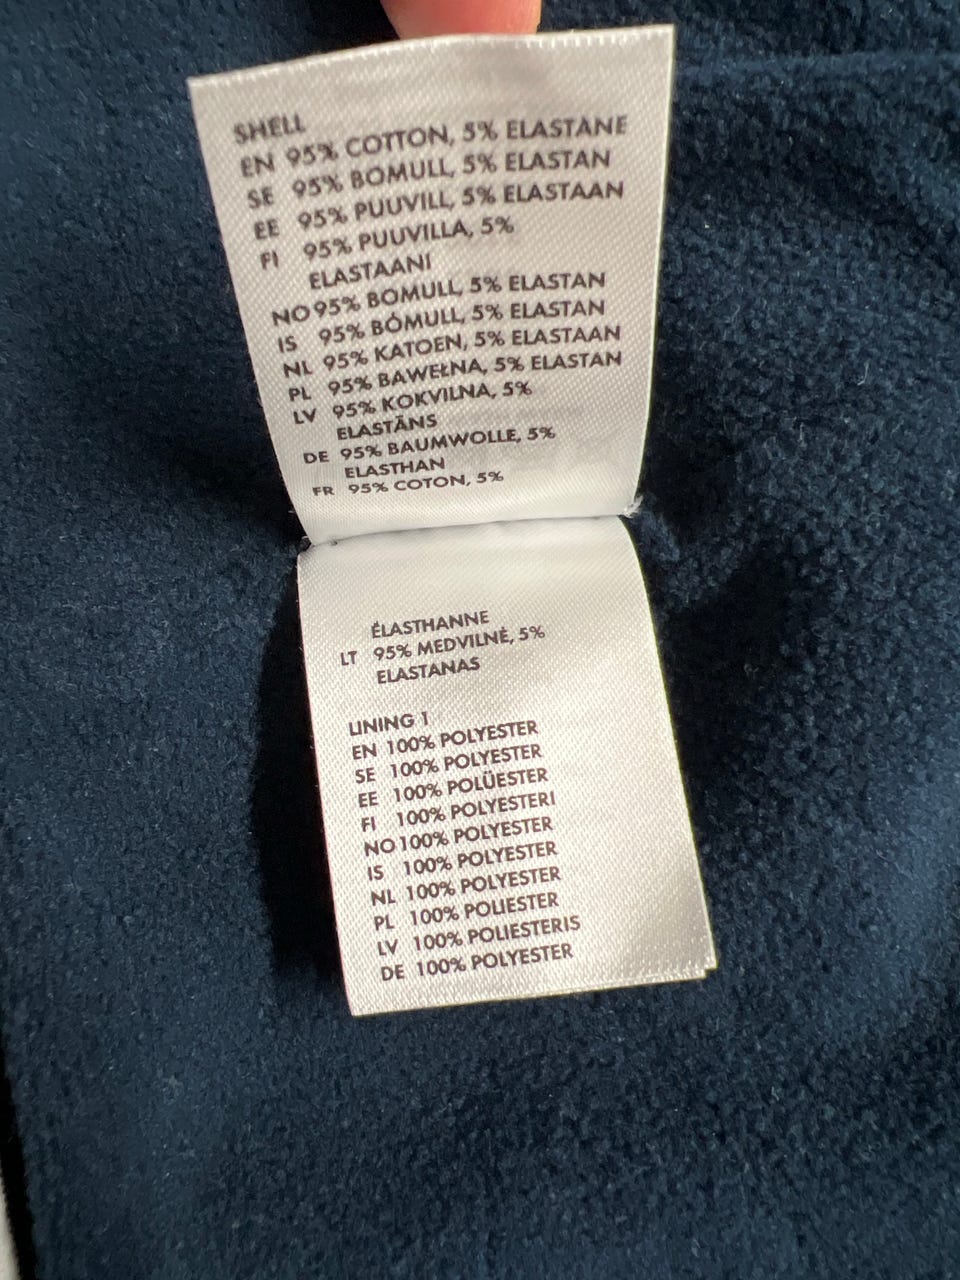 SHELL
EN 95% COTTON, 5% ELASTANE
SE 95% BOMULL, 5% ELASTAN
EE 95% PUUVILL, 5% ELASTAAN
FI 95% PUUVILLA, 5%
ELASTAANI
NO 95% BOMULL, 5% ELASTAN
IS 95% BÓMULL, 5% ELASTAN
NL 95% KATOEN, 5% ELASTAAN
PL 95% BAWEŁNA, 5% ELASTAN
LV 95% KOKVILNA, 5%
ELASTĀNS
DE 95% BAUMWOLLE, 5%
ELASTHAN
FR 95% COTON, 5%
ÉLASTHANNE
LT 95% MEDVILNĖ, 5%
ELASTANAS
LINING 1
EN 100% POLYESTER
SE 100% POLYESTER
EE 100% POLÜESTER
FI 100% POLYESTERI
NO 100% POLYESTER
IS 100% POLYESTER
NL 100% POLYESTER
PL 100% POLIESTER
LV 100% POLIESTERIS
DE 100% POLYESTER